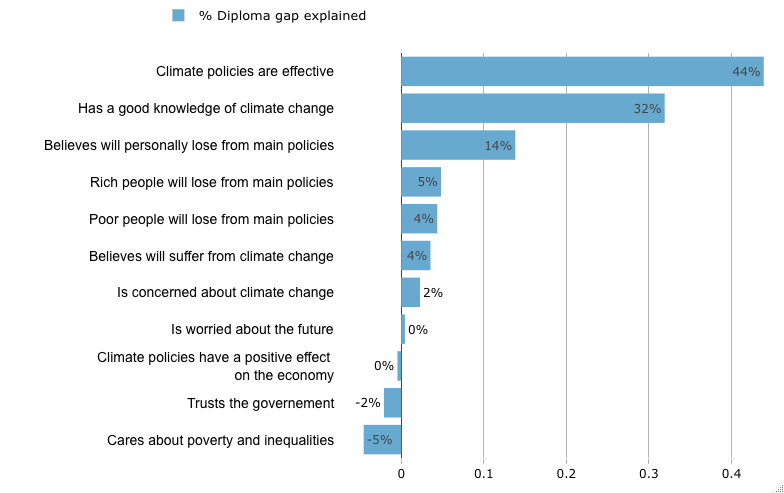 % Diploma gap explained
Climate policies are effective 44%
Has a good knowledge of climate change 32%
Believes will personally lose from main policies 14%
Rich people will lose from main policies 5%
Poor people will lose from main policies 4%
Believes will suffer from climate change 4%
Is concerned about climate change 2%
Is worried about the future 0%
Climate policies have a positive effect
on the economy 0%
Trusts the governement -2%
Cares about poverty and inequalities -5%
0 0.1 0.2 0.3 0.4